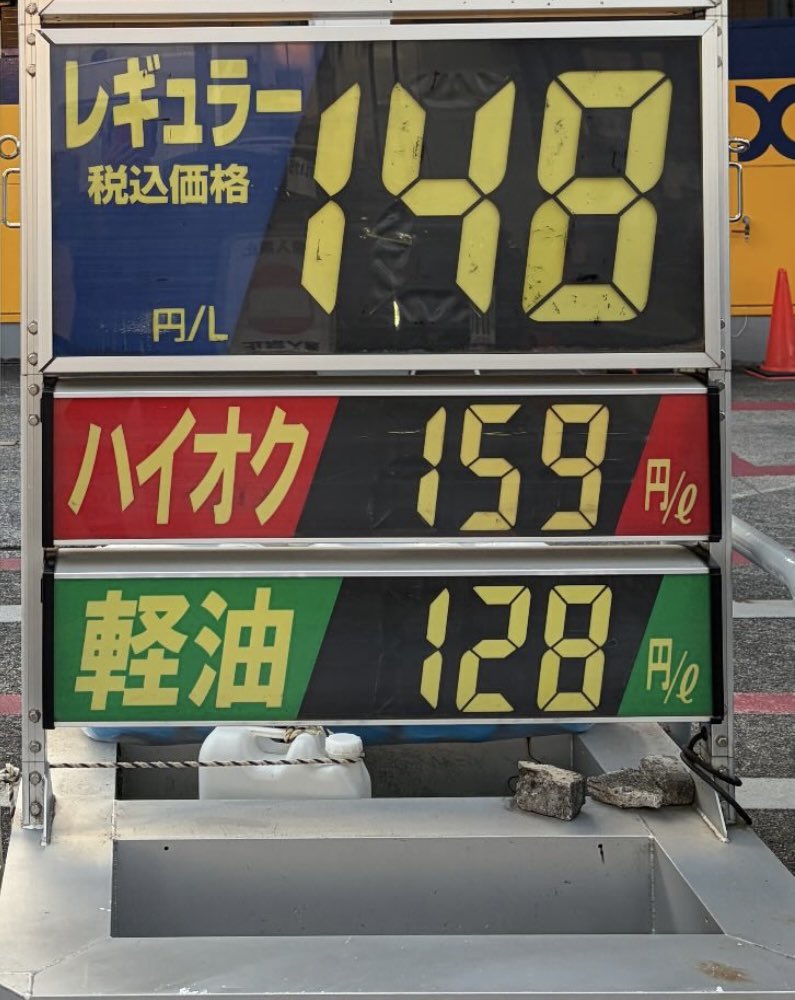 レギュラー 148
税込価格
円/L
ハイオク 159 円/ℓ
軽油 128 円/ℓ